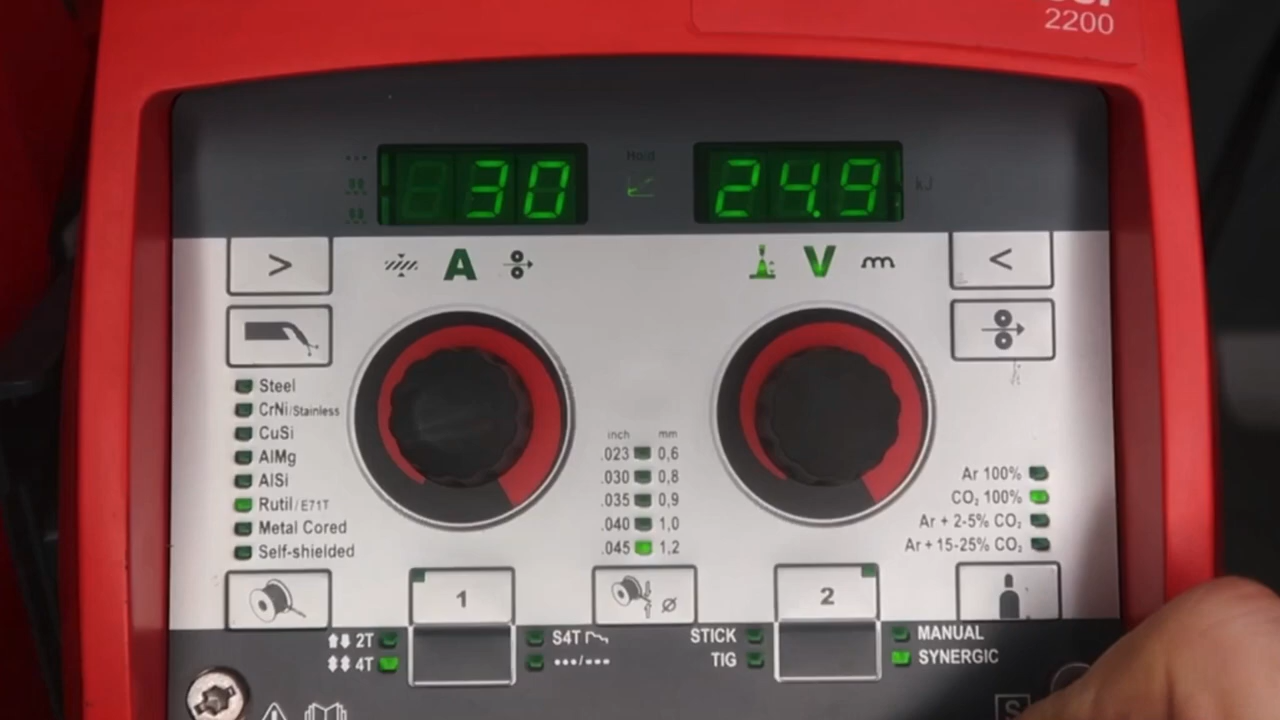 2200
Hold
30
24.9
kJ
>
A
V
<
Steel
CrNi/Stainless
CuSi
AlMg
AlSi
Rutil/E71T
Metal Cored
Self-shielded
inch mm
.023 0,6
.030 0,8
.035 0,9
.040 1,0
.045 1,2
Ar 100%
CO₂ 100%
Ar + 2-5% CO₂
Ar + 15-25% CO₂
1
Ø
2
2T
4T
S4T
•••/•••
STICK
TIG
MANUAL
SYNERGIC
S